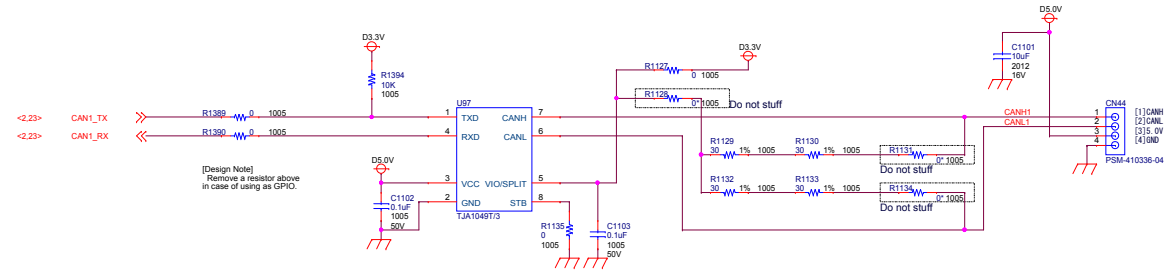 D5.0V
D3.3V
D3.3V
C1101
10uF
2012
16V
R1127
0 1005
R1394
10K
1005
R1128
0* 1005
Do not stuff
U97
CN44
<2,23> CAN1_TX
R1389 0 1005
1 TXD
CANH 7
CANH1
1
[1]CANH
<2,23> CAN1_RX
R1390 0 1005
4 RXD
CANL 6
CANL1
2
[2]CANL
3
[3]5.0V
4
[4]GND
PSM-410336-04
R1129
30 1% 1005
R1130
30 1% 1005
R1131
0* 1005
Do not stuff
[Design Note]
Remove a resistor above
in case of using as GPIO.
D5.0V
3 VCC
VIO/SPLIT 5
R1132
30 1% 1005
R1133
30 1% 1005
R1134
0* 1005
Do not stuff
2 GND
STB 8
TJA1049T/3
C1102
0.1uF
1005
50V
R1135
0
1005
C1103
0.1uF
1005
50V